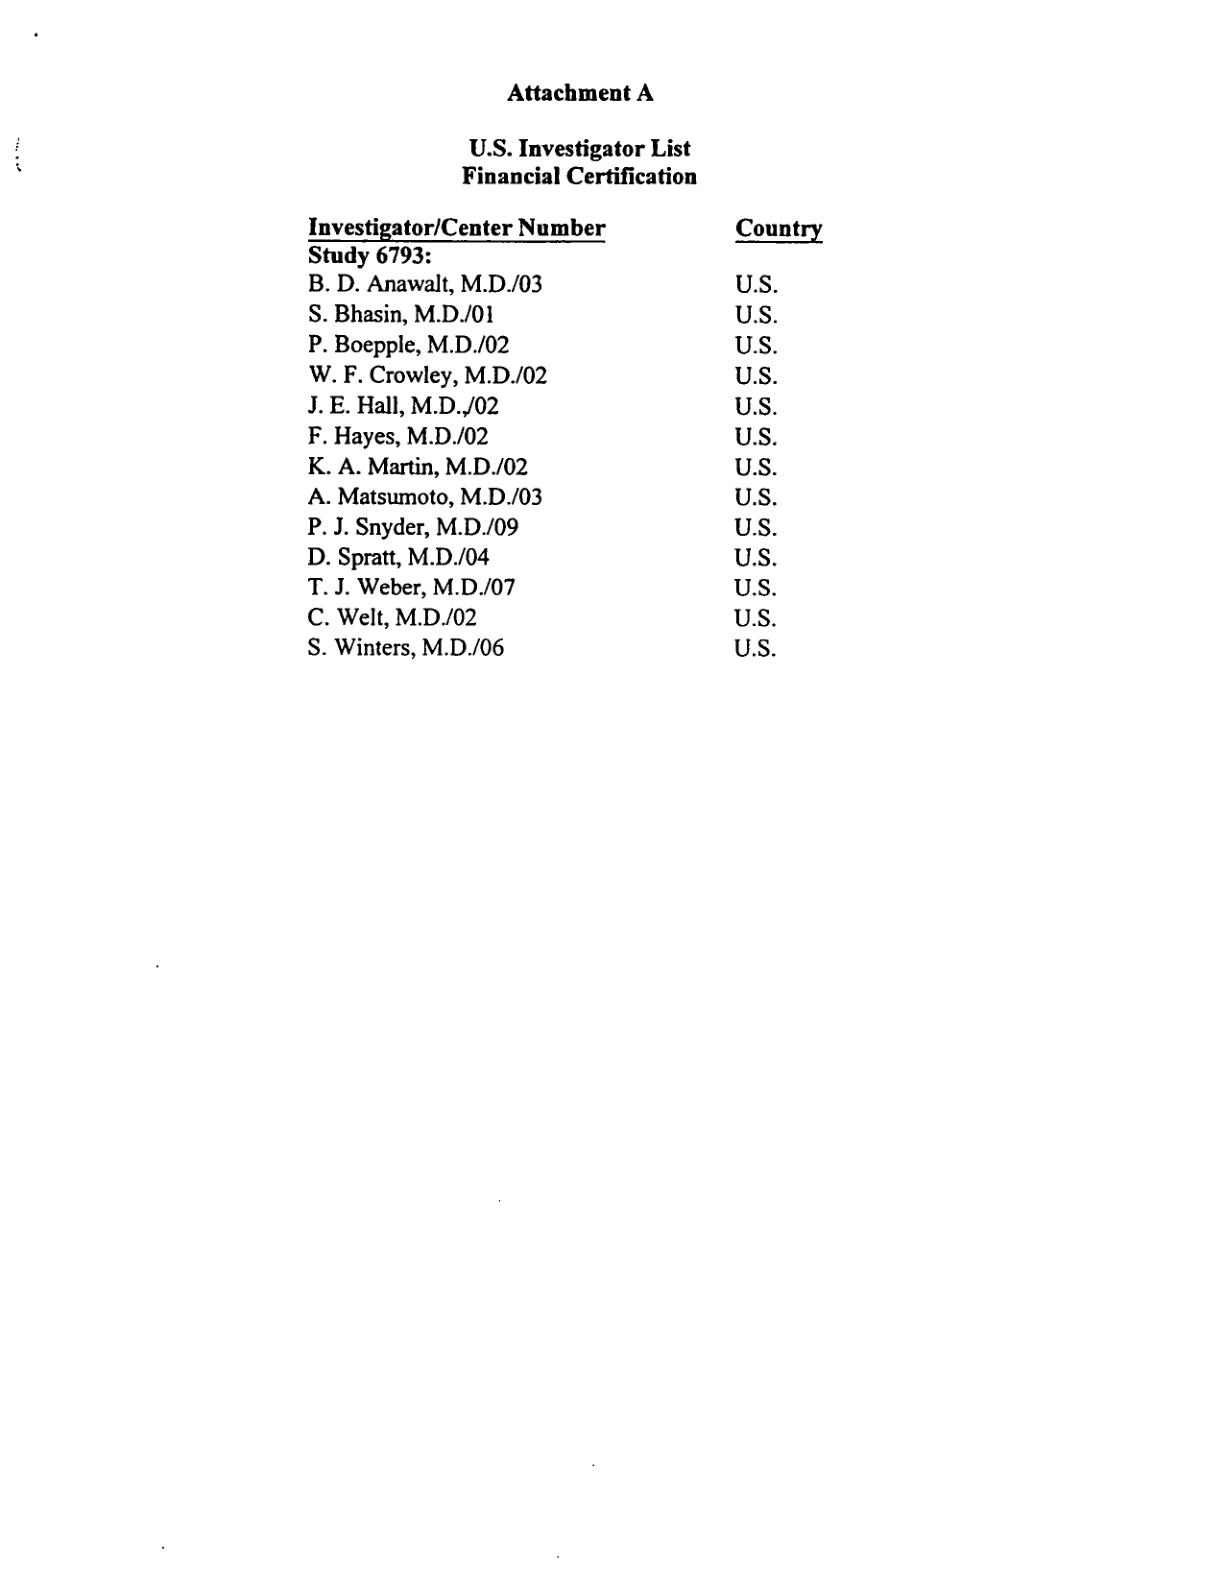 Attachment A
U.S. Investigator List
Financial Certification
Investigator/Center Number Country
Study 6793:
B. D. Anawalt, M.D./03 U.S.
S. Bhasin, M.D./01 U.S.
P. Boepple, M.D./02 U.S.
W. F. Crowley, M.D./02 U.S.
J. E. Hall, M.D.,/02 U.S.
F. Hayes, M.D./02 U.S.
K. A. Martin, M.D./02 U.S.
A. Matsumoto, M.D./03 U.S.
P. J. Snyder, M.D./09 U.S.
D. Spratt, M.D./04 U.S.
T. J. Weber, M.D./07 U.S.
C. Welt, M.D./02 U.S.
S. Winters, M.D./06 U.S.